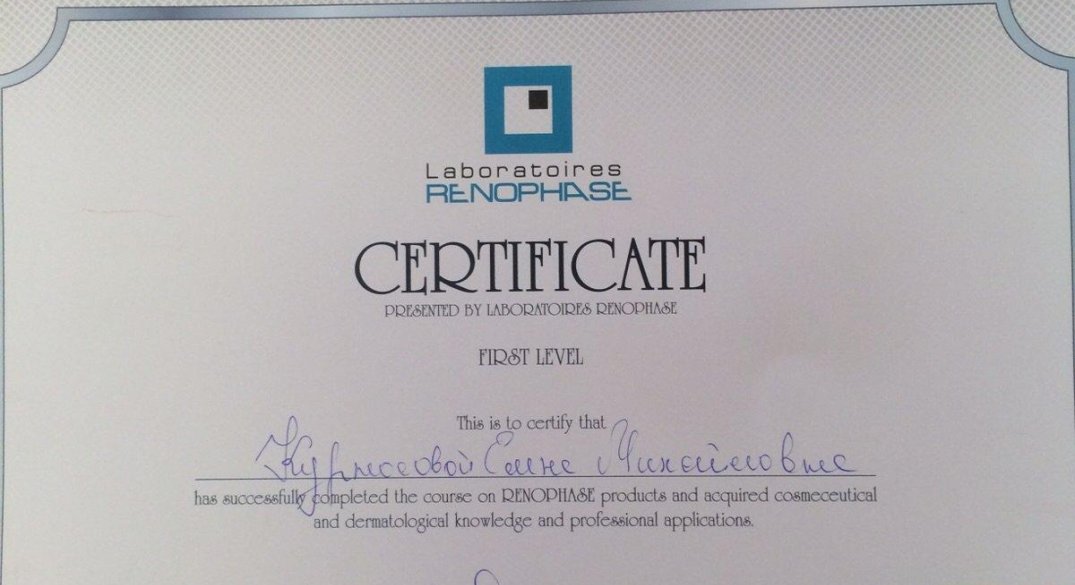 Laboratoires
RENOPHASE
CERTIFICATE
PRESENTED BY LABORATOIRES RENOPHASE
FIRST LEVEL
This is to certify that
Елене Михайловне
has successfully completed the course on RENOPHASE products and acquired cosmeceutical
and dermatological knowledge and professional applications.